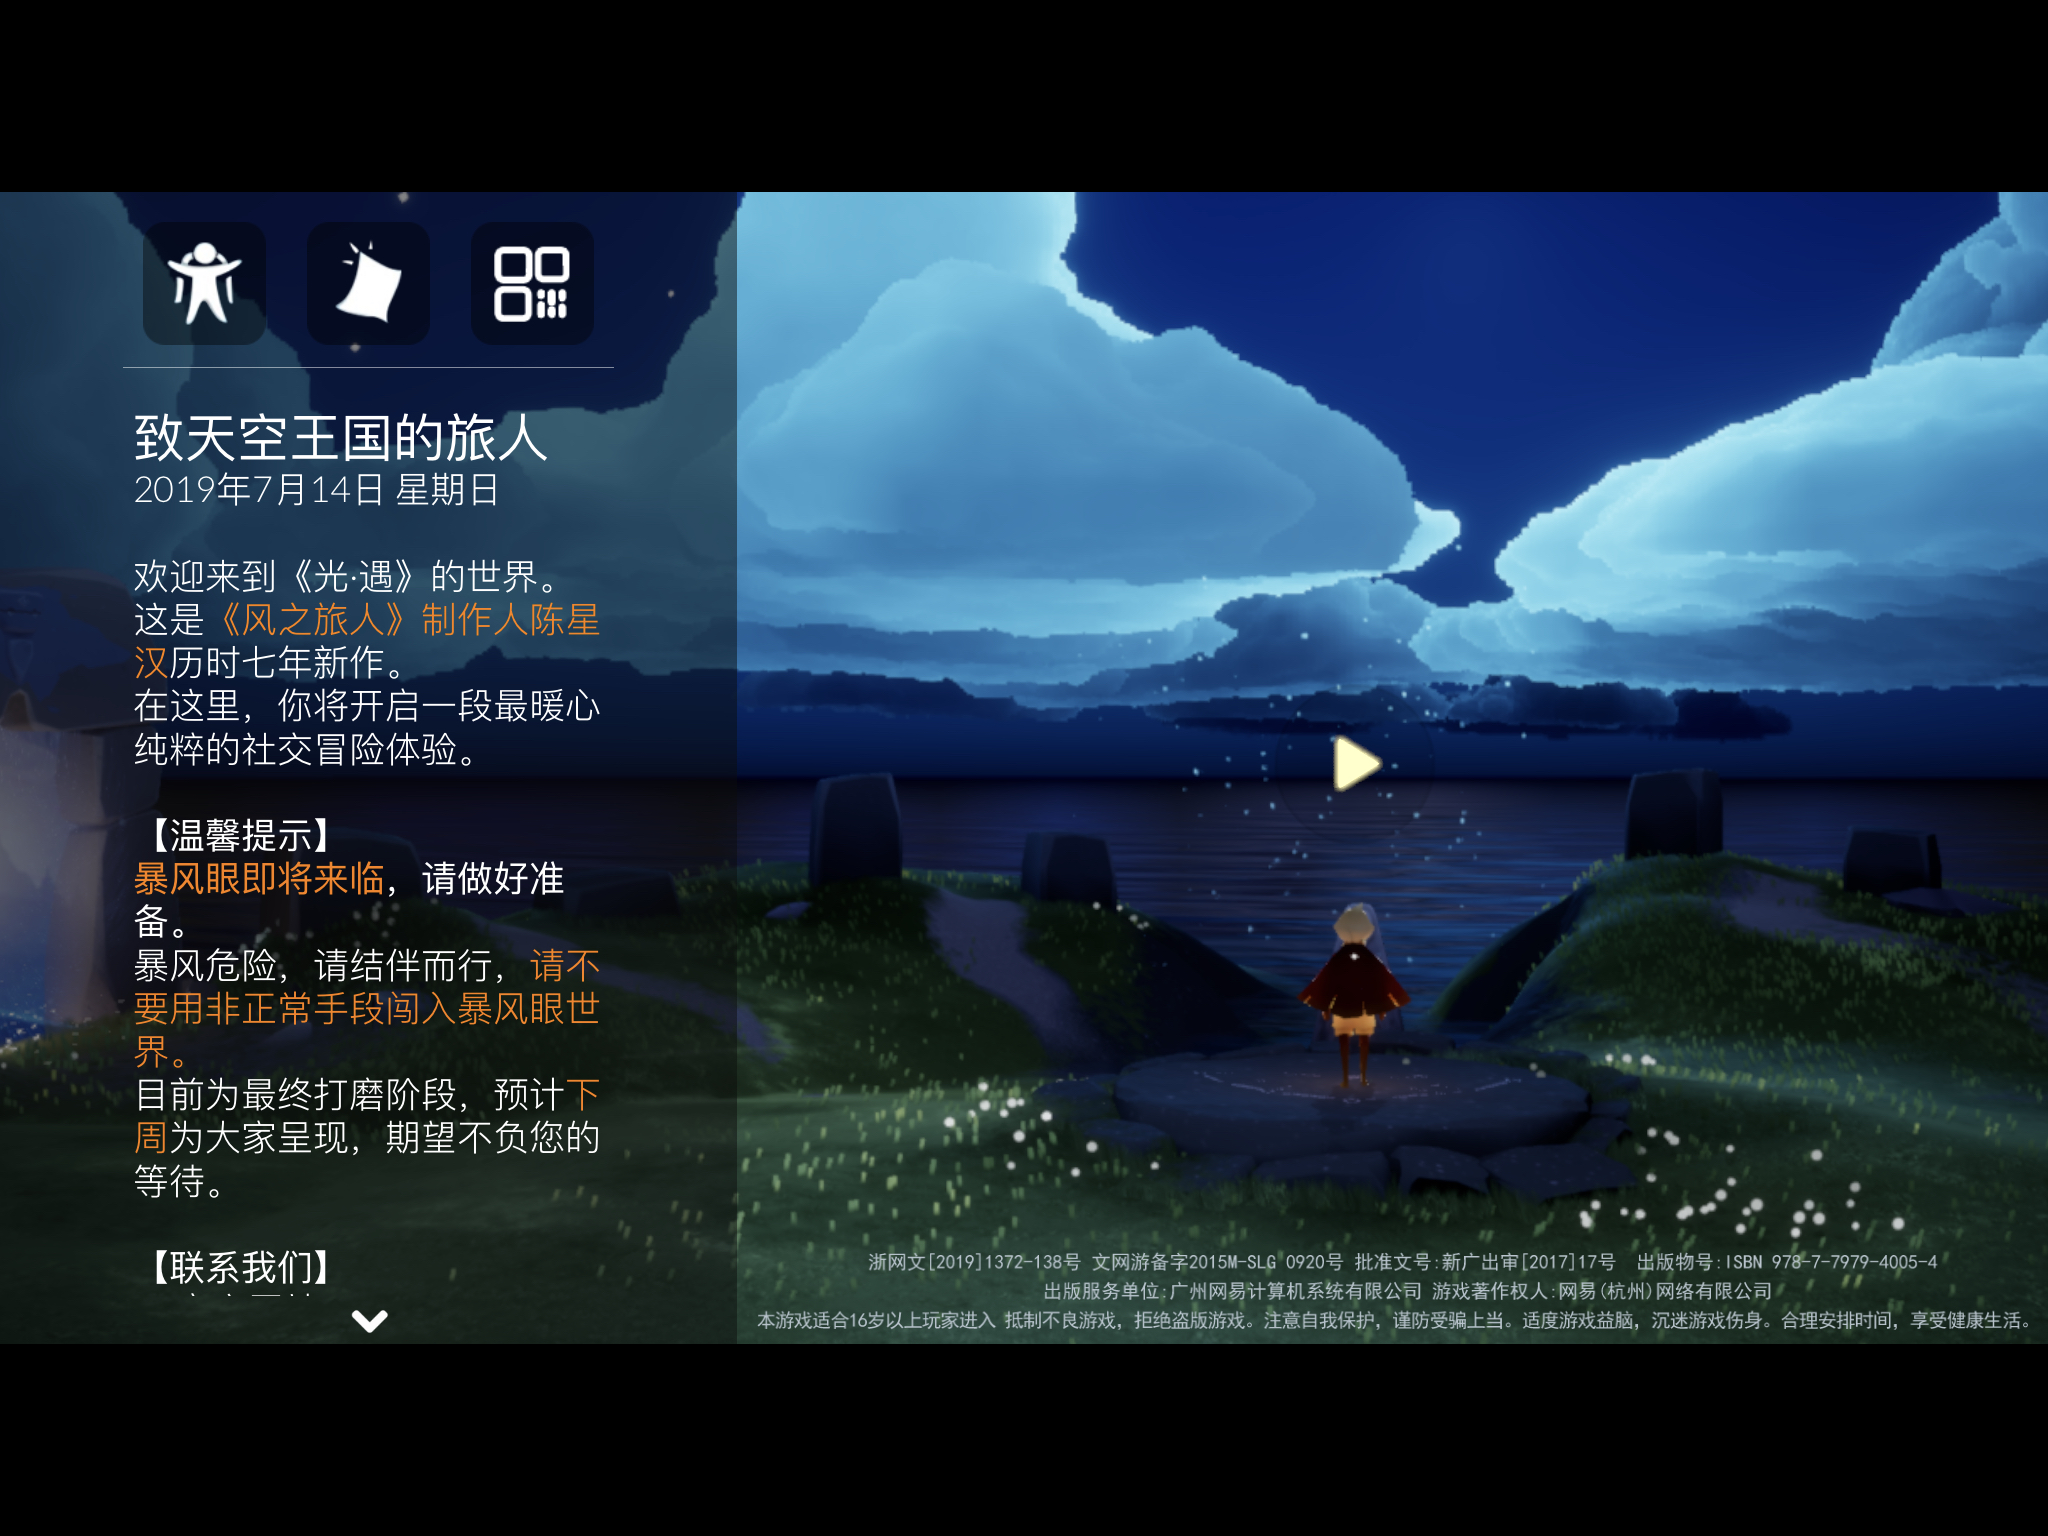 致天空王国的旅人
2019年7月14日 星期日
欢迎来到《光·遇》的世界。
这是《风之旅人》制作人陈星
汉历时七年新作。
在这里，你将开启一段最暖心
纯粹的社交冒险体验。
【温馨提示】
暴风眼即将来临，请做好准
备。
暴风危险，请结伴而行，请不
要用非正常手段闯入暴风眼世
界。
目前为最终打磨阶段，预计下
周为大家呈现，期望不负您的
等待。
【联系我们】
浙网文[2019]1372-138号 文网游备字2015M-SLG 0920号 批准文号:新广出审[2017]17号 出版物号:ISBN 978-7-7979-4005-4
出版服务单位:广州网易计算机系统有限公司 游戏著作权人:网易(杭州)网络有限公司
本游戏适合16岁以上玩家进入 抵制不良游戏，拒绝盗版游戏。注意自我保护，谨防受骗上当。适度游戏益脑，沉迷游戏伤身。合理安排时间，享受健康生活。